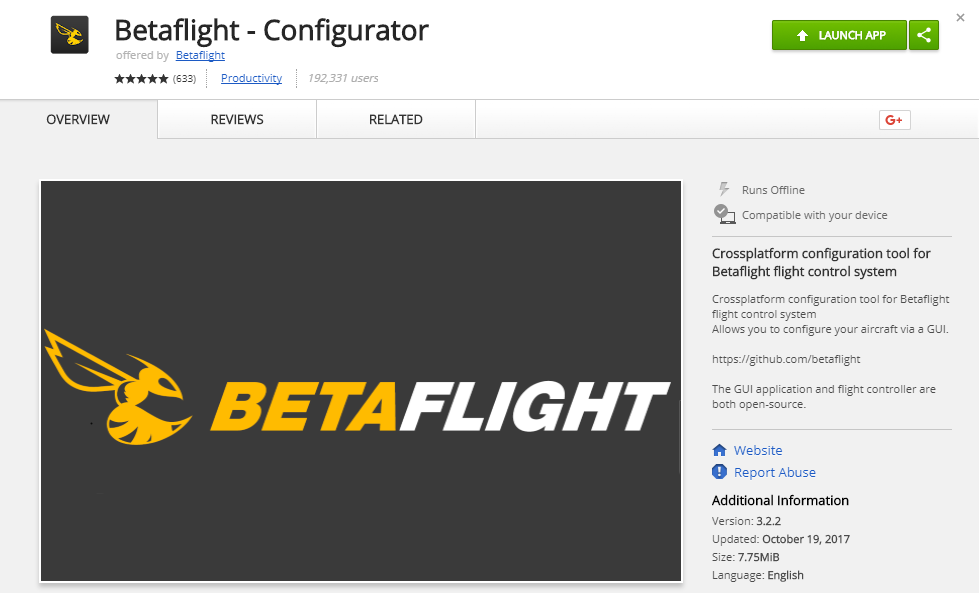 Betaflight - Configurator
offered by Betaflight
(633) Productivity 192,331 users
LAUNCH APP
OVERVIEW REVIEWS RELATED
G+
BETAFLIGHT
Runs Offline
Compatible with your device
Crossplatform configuration tool for
Betaflight flight control system
Crossplatform configuration tool for Betaflight
flight control system
Allows you to configure your aircraft via a GUI.
https://github.com/betaflight
The GUI application and flight controller are
both open-source.
Website
Report Abuse
Additional Information
Version: 3.2.2
Updated: October 19, 2017
Size: 7.75MiB
Language: English